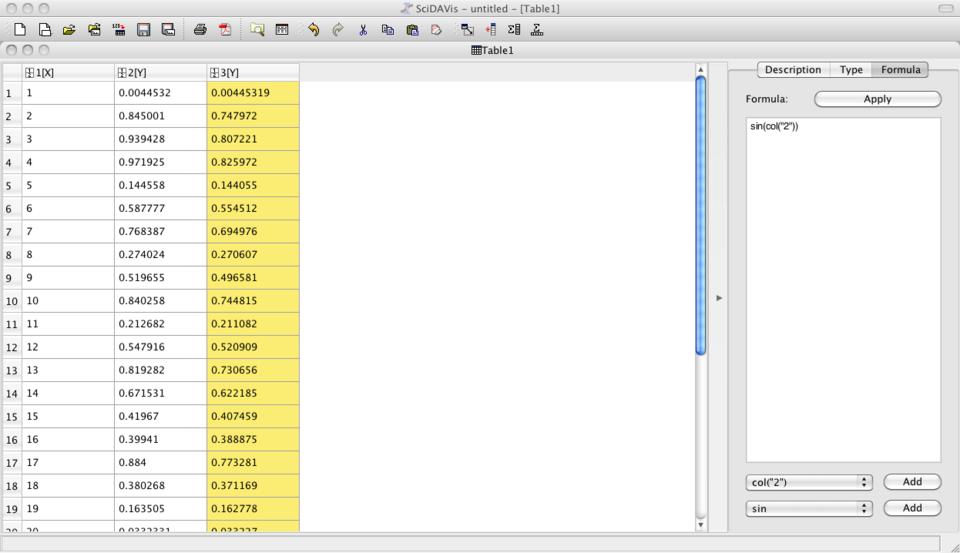 SciDAVis - untitled - [Table1]
Table1
1[X] 2[Y] 3[Y]
1 1 0.0044532 0.00445319
2 2 0.845001 0.747972
3 3 0.939428 0.807221
4 4 0.971925 0.825972
5 5 0.144558 0.144055
6 6 0.587777 0.554512
7 7 0.768387 0.694976
8 8 0.274024 0.270607
9 9 0.519655 0.496581
10 10 0.840258 0.744815
11 11 0.212682 0.211082
12 12 0.547916 0.520909
13 13 0.819282 0.730656
14 14 0.671531 0.622185
15 15 0.41967 0.407459
16 16 0.39941 0.388875
17 17 0.884 0.773281
18 18 0.380268 0.371169
19 19 0.163505 0.162778
Description Type Formula
Formula: Apply
sin(col("2"))
col("2") Add
sin Add